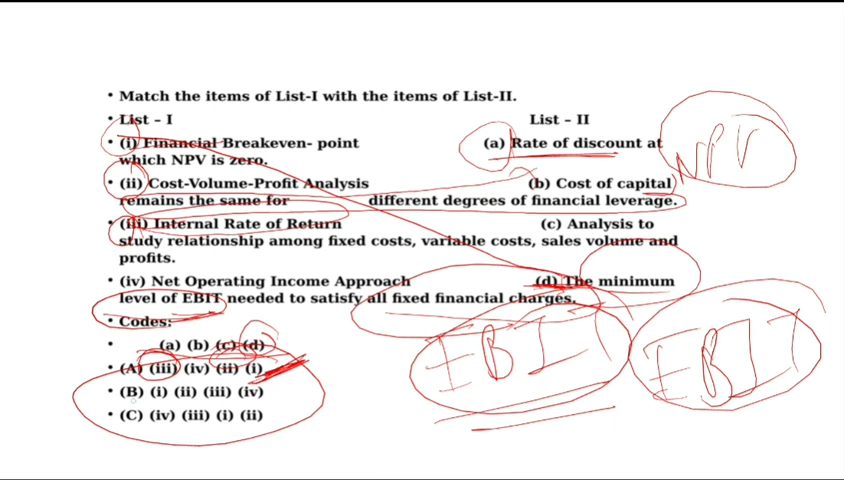 • Match the items of List-I with the items of List-II.
• List – I List – II
• (i) Financial Breakeven- point (a) Rate of discount at
which NPV is zero.
• (ii) Cost-Volume-Profit Analysis (b) Cost of capital
remains the same for different degrees of financial leverage.
• (iii) Internal Rate of Return (c) Analysis to
study relationship among fixed costs, variable costs, sales volume and
profits.
• (iv) Net Operating Income Approach (d) The minimum
level of EBIT needed to satisfy all fixed financial charges.
• Codes:
• (a) (b) (c) (d)
• (A) (iii) (iv) (ii) (i)
• (B) (i) (ii) (iii) (iv)
• (C) (iv) (iii) (i) (ii)
NPV
EBIT
EBIT